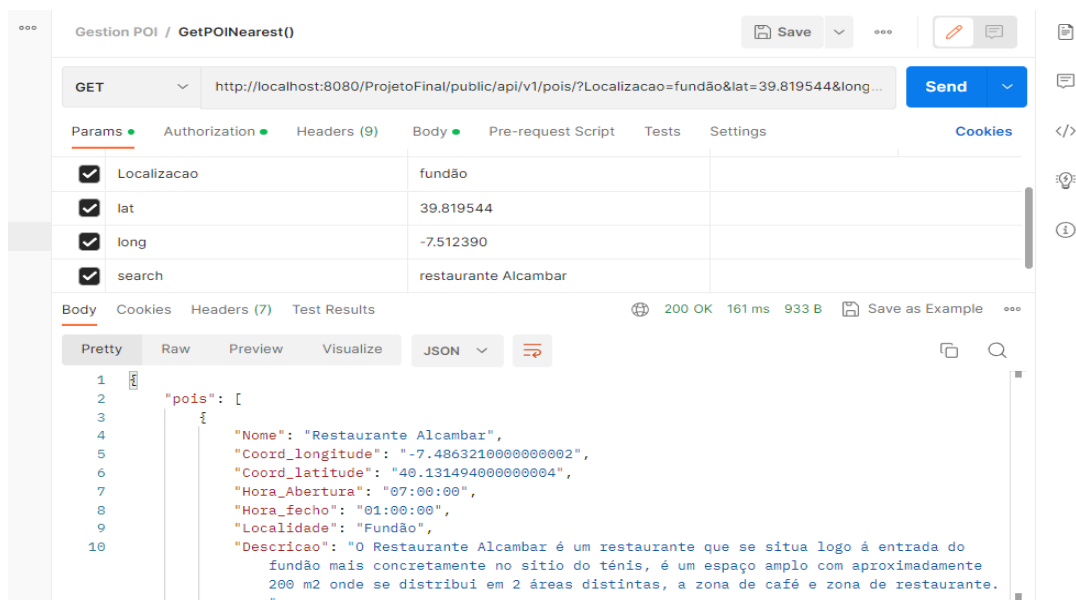 Gestion POI / GetPOINearest()
Save
GET
http://localhost:8080/ProjetoFinal/public/api/v1/pois/?Localizacao=fundão&lat=39.819544&long...
Send
Params Authorization Headers (9) Body Pre-request Script Tests Settings Cookies
Localizacao fundão
lat 39.819544
long -7.512390
search restaurante Alcambar
Body Cookies Headers (7) Test Results 200 OK 161 ms 933 B Save as Example
Pretty Raw Preview Visualize JSON
1 {
2 "pois": [
3 {
4 "Nome": "Restaurante Alcambar",
5 "Coord_longitude": "-7.4863210000000002",
6 "Coord_latitude": "40.131494000000004",
7 "Hora_Abertura": "07:00:00",
8 "Hora_fecho": "01:00:00",
9 "Localidade": "Fundão",
10 "Descricao": "O Restaurante Alcambar é um restaurante que se situa logo á entrada do
fundão mais concretamente no sitio do ténis, é um espaço amplo com aproximadamente
200 m2 onde se distribui em 2 áreas distintas, a zona de café e zona de restaurante.